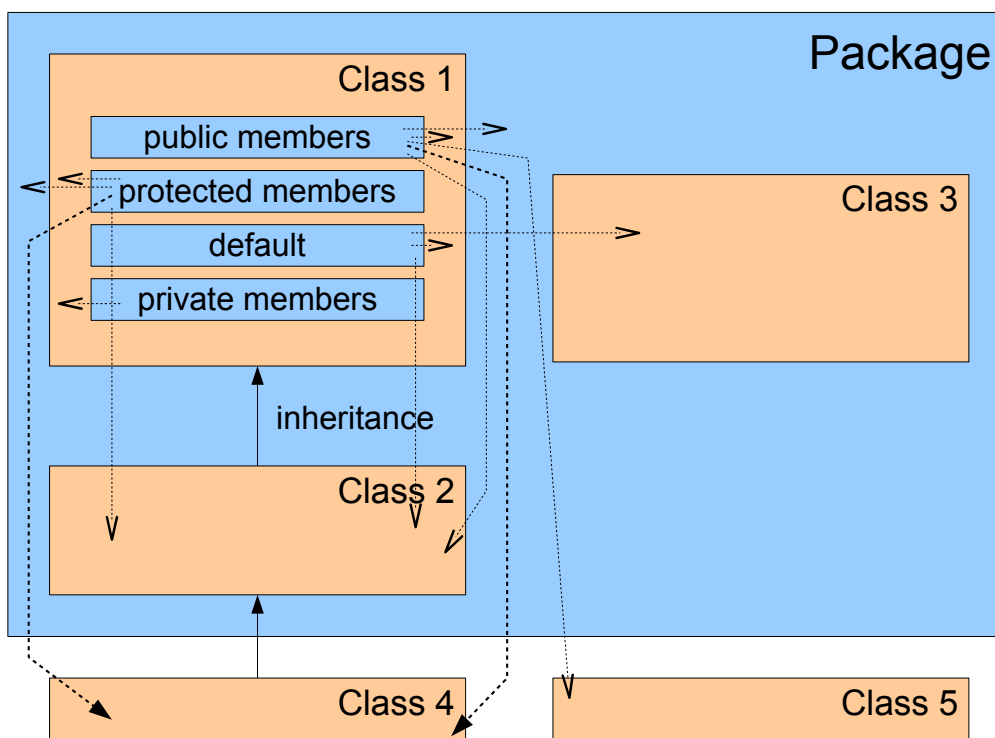 Package
Class 1
public members
protected members
default
private members
Class 3
inheritance
Class 2
Class 4
Class 5